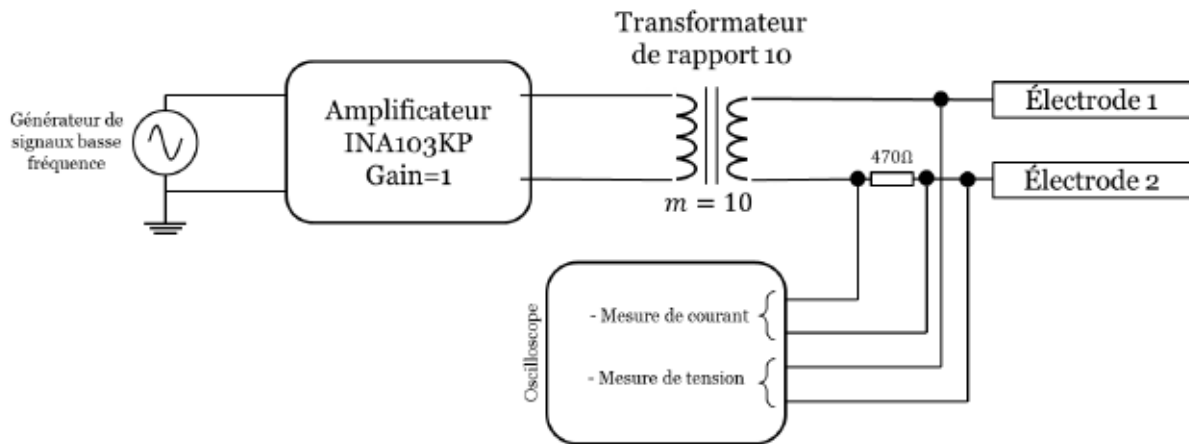 Transformateur
de rapport 10
Générateur de
signaux basse
fréquence
Amplificateur
INA103KP
Gain=1
Électrode 1
470Ω
Électrode 2
m = 10
Oscilloscope
- Mesure de courant
- Mesure de tension